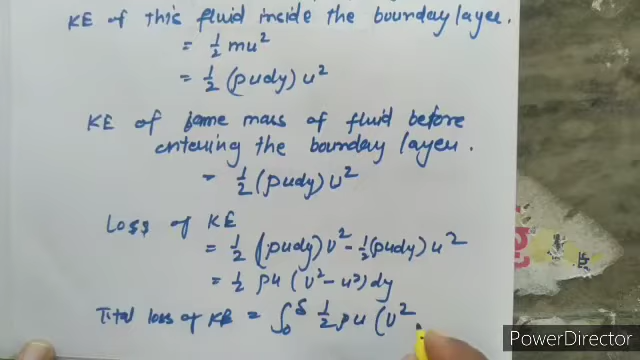 KE of this fluid inside the boundary layer.
= 1/2 mu²
= 1/2 (ρudy) u²
KE of same mass of fluid before
entering the boundary layer.
= 1/2 (ρudy) U²
Loss of KE
= 1/2 (ρudy) U² - 1/2 (ρudy) u²
= 1/2 ρu (U² - u²) dy
Total loss of KE = ∫₀^δ 1/2 ρu (U²
PowerDirector